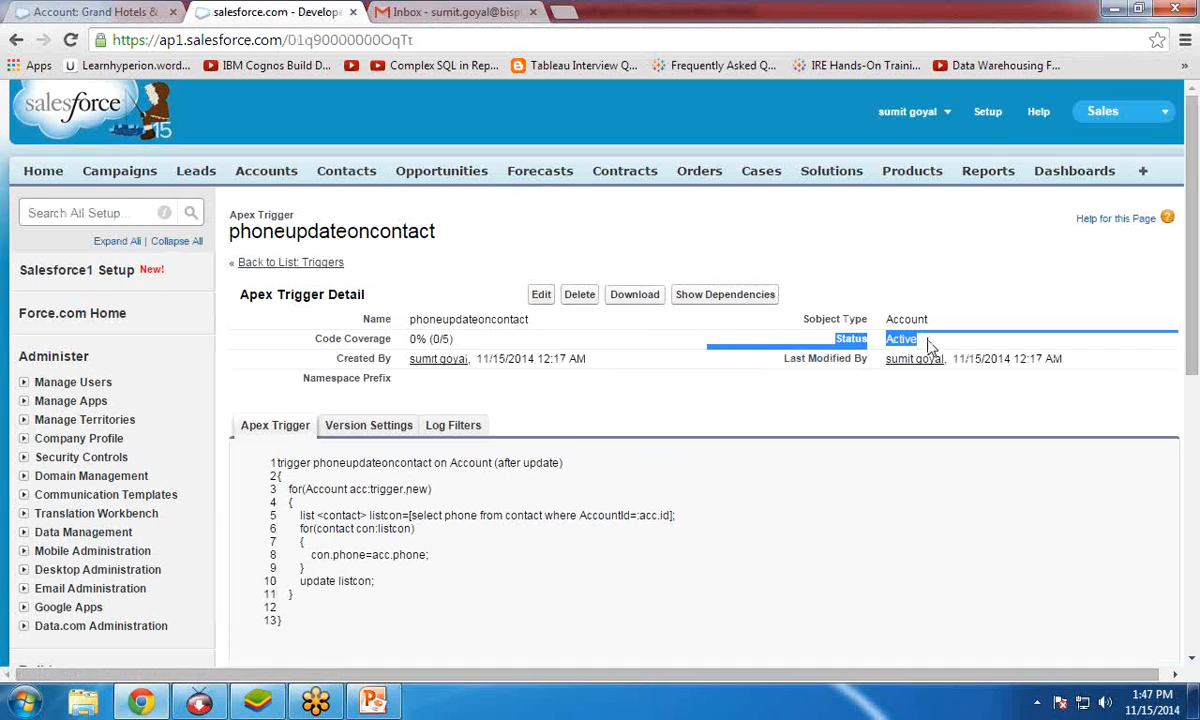 Account: Grand Hotels &
salesforce.com - Develope
Inbox - sumit.goyal@bisp
https://ap1.salesforce.com/01q90000000OqTt
Apps
Learnhyperion.word...
IBM Cognos Build D...
Complex SQL in Rep...
Tableau Interview Q...
Frequently Asked Q...
IRE Hands-On Traini...
Data Warehousing F...
»
salesforce
15
sumit goyal
Setup
Help
Sales
Home Campaigns Leads Accounts Contacts Opportunities Forecasts Contracts Orders Cases Solutions Products Reports Dashboards +
Search All Setup...
Expand All | Collapse All
Salesforce1 Setup New!
Force.com Home
Administer
Manage Users
Manage Apps
Manage Territories
Company Profile
Security Controls
Domain Management
Communication Templates
Translation Workbench
Data Management
Mobile Administration
Desktop Administration
Email Administration
Google Apps
Data.com Administration
Apex Trigger
phoneupdateoncontact
Help for this Page
« Back to List: Triggers
Apex Trigger Detail
Edit Delete Download Show Dependencies
Name phoneupdateoncontact Sobject Type Account
Code Coverage 0% (0/5) Status Active
Created By sumit goyal, 11/15/2014 12:17 AM Last Modified By sumit goyal, 11/15/2014 12:17 AM
Namespace Prefix
Apex Trigger Version Settings Log Filters
1 trigger phoneupdateoncontact on Account (after update)
2 {
3 for(Account acc:trigger.new)
4 {
5 list <contact> listcon=[select phone from contact where AccountId=:acc.id];
6 for(contact con:listcon)
7 {
8 con.phone=acc.phone;
9 }
10 update listcon;
11 }
12
13 }
1:47 PM
11/15/2014